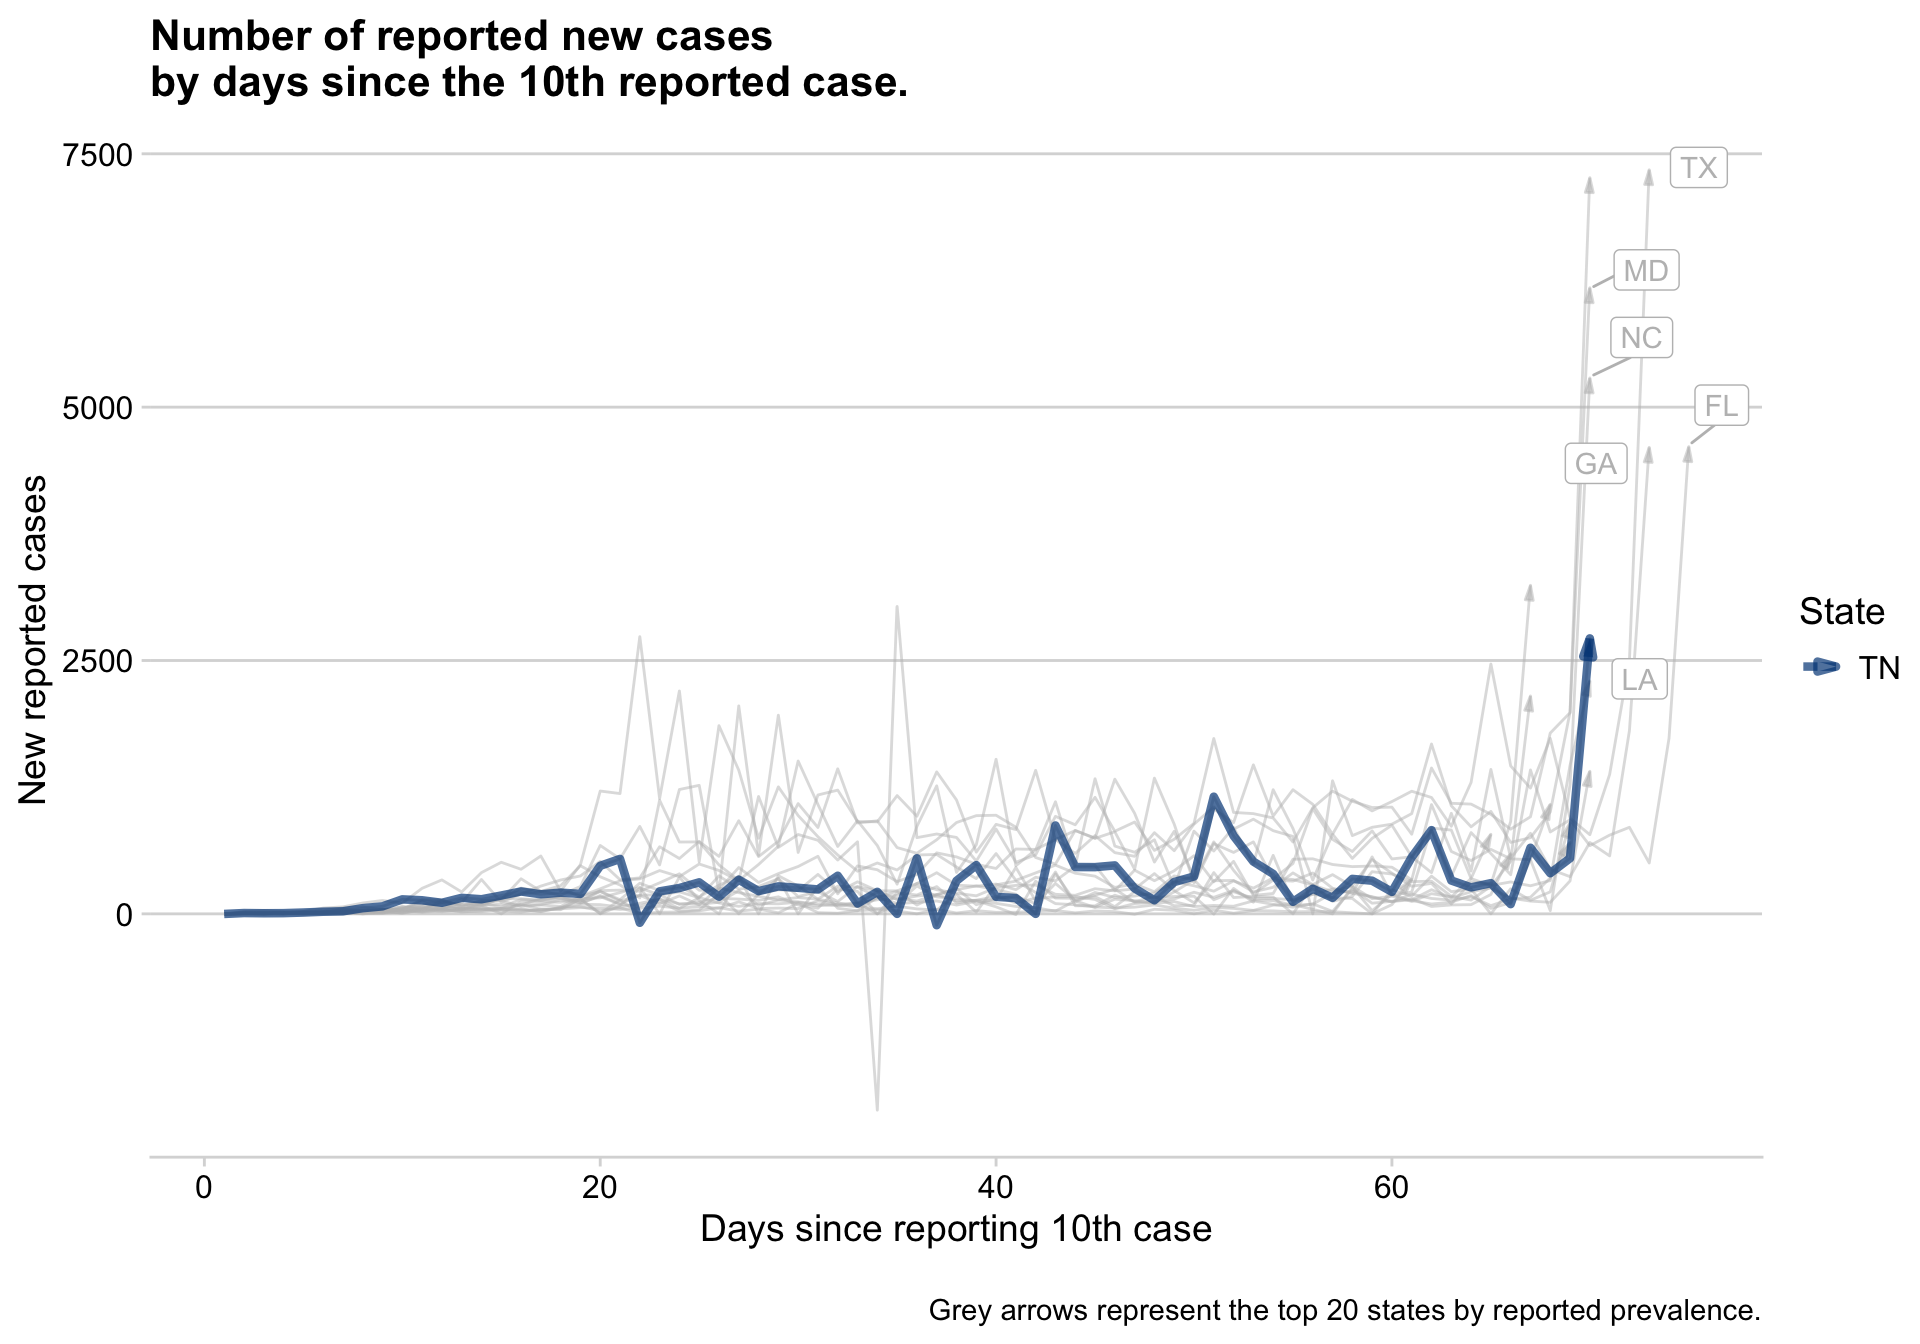 Number of reported new cases
by days since the 10th reported case.
7500
5000
2500
0
New reported cases
TX
MD
NC
FL
GA
LA
State
TN
0
20
40
60
Days since reporting 10th case
Grey arrows represent the top 20 states by reported prevalence.